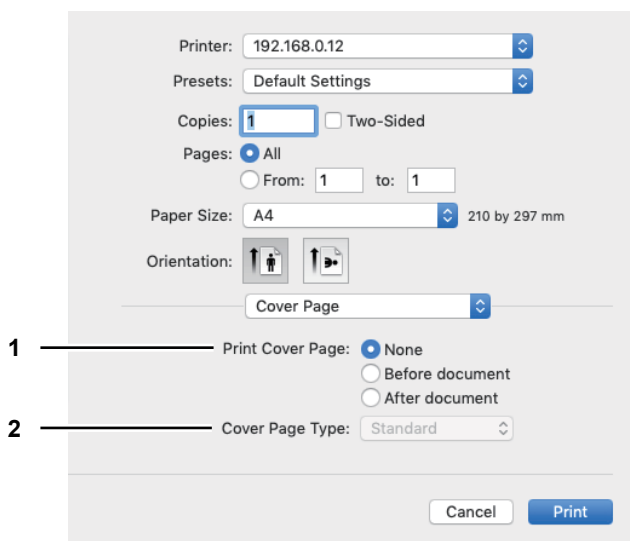 Printer: 192.168.0.12
Presets: Default Settings
Copies: 1 Two-Sided
Pages: All
From: 1 to: 1
Paper Size: A4 210 by 297 mm
Orientation:
Cover Page
1 Print Cover Page: None
Before document
After document
2 Cover Page Type: Standard
Cancel Print